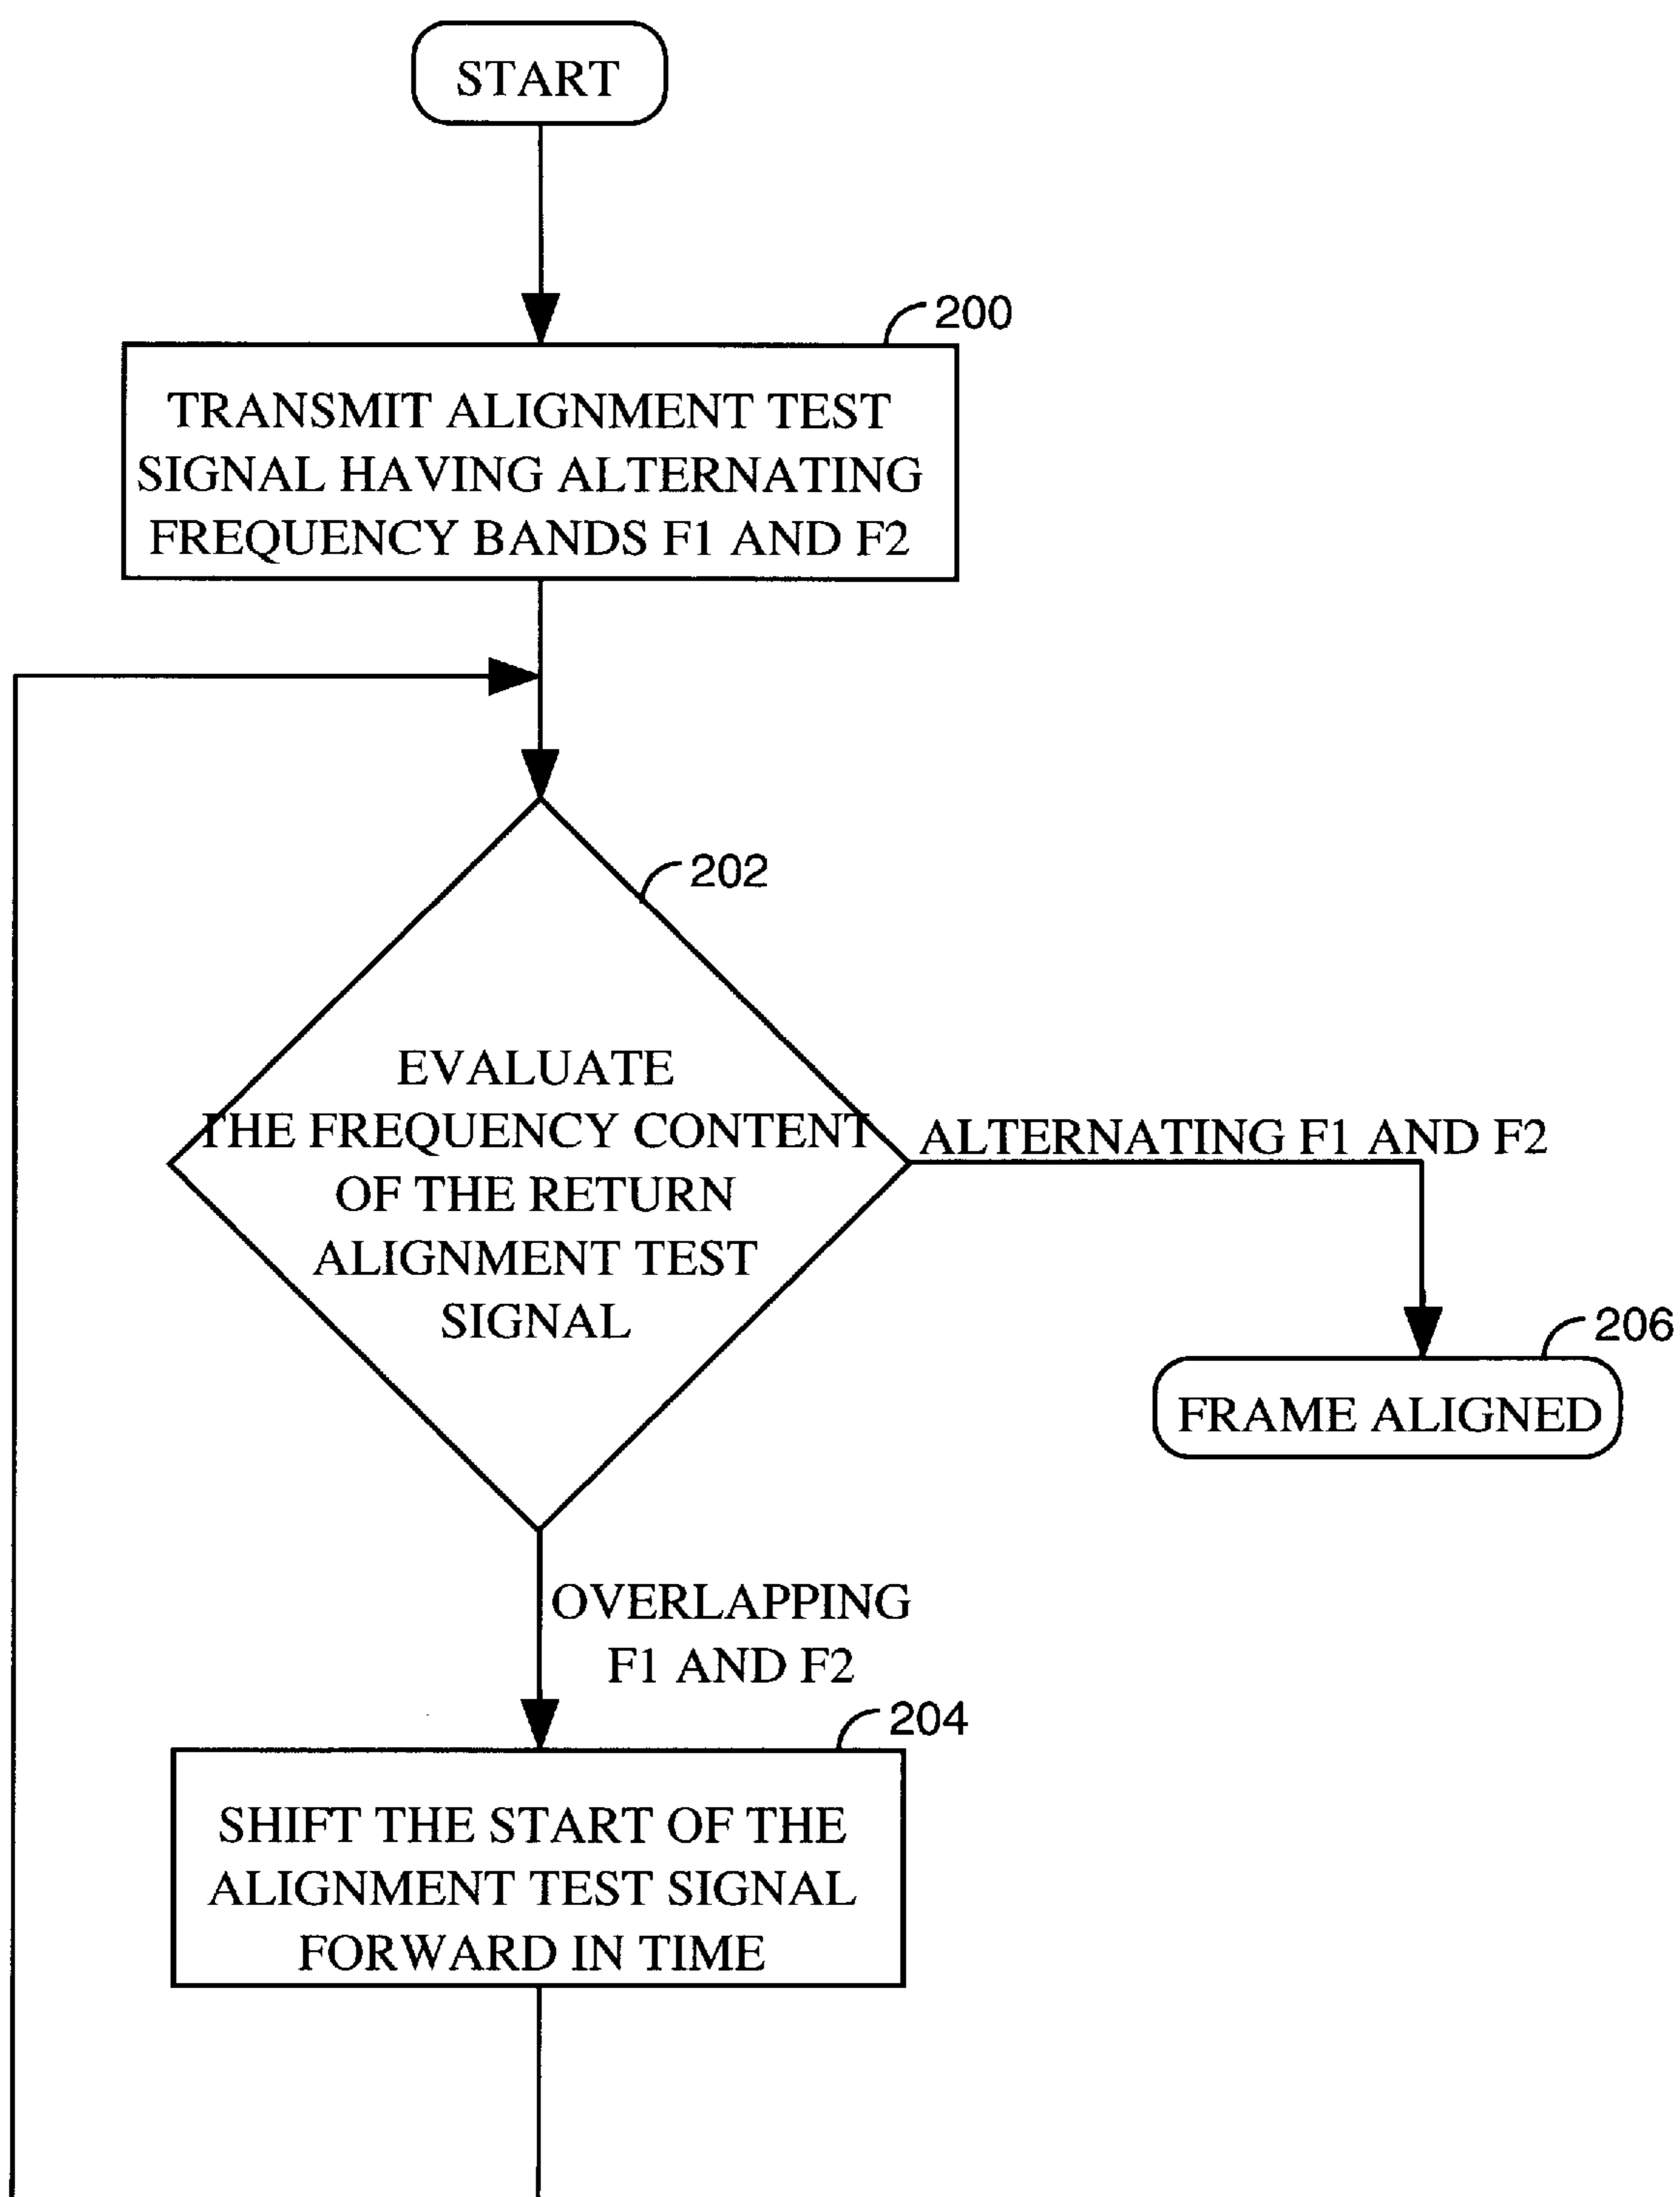 START
200
TRANSMIT ALIGNMENT TEST
SIGNAL HAVING ALTERNATING
FREQUENCY BANDS F1 AND F2
202
EVALUATE
THE FREQUENCY CONTENT
OF THE RETURN
ALIGNMENT TEST
SIGNAL
ALTERNATING F1 AND F2
206
FRAME ALIGNED
OVERLAPPING
F1 AND F2
204
SHIFT THE START OF THE
ALIGNMENT TEST SIGNAL
FORWARD IN TIME